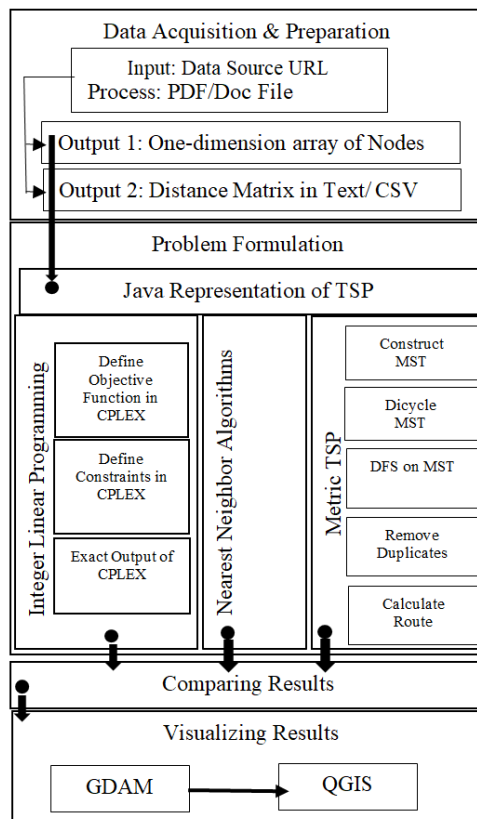 Data Acquisition & Preparation
Input: Data Source URL
Process: PDF/Doc File
Output 1: One-dimension array of Nodes
Output 2: Distance Matrix in Text/ CSV
Problem Formulation
Java Representation of TSP
Integer Linear Programming
Define
Objective
Function in
CPLEX
Define
Constraints in
CPLEX
Exact Output of
CPLEX
Nearest Neighbor Algorithms
Metric TSP
Construct
MST
Dicycle
MST
DFS on MST
Remove
Duplicates
Calculate
Route
Comparing Results
Visualizing Results
GDAM
QGIS